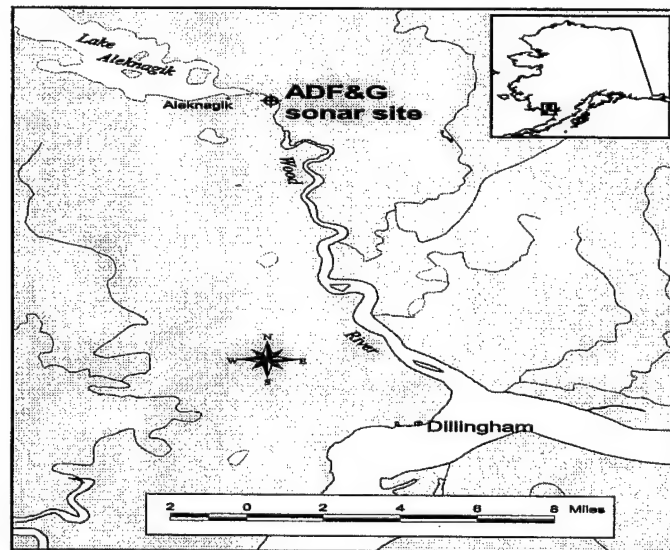 Lake
Aleknagik
Aleknagik
ADF&G
sonar site
Wood
River
N
W E
S
Dillingham
2 0 2 4 6 8 Miles